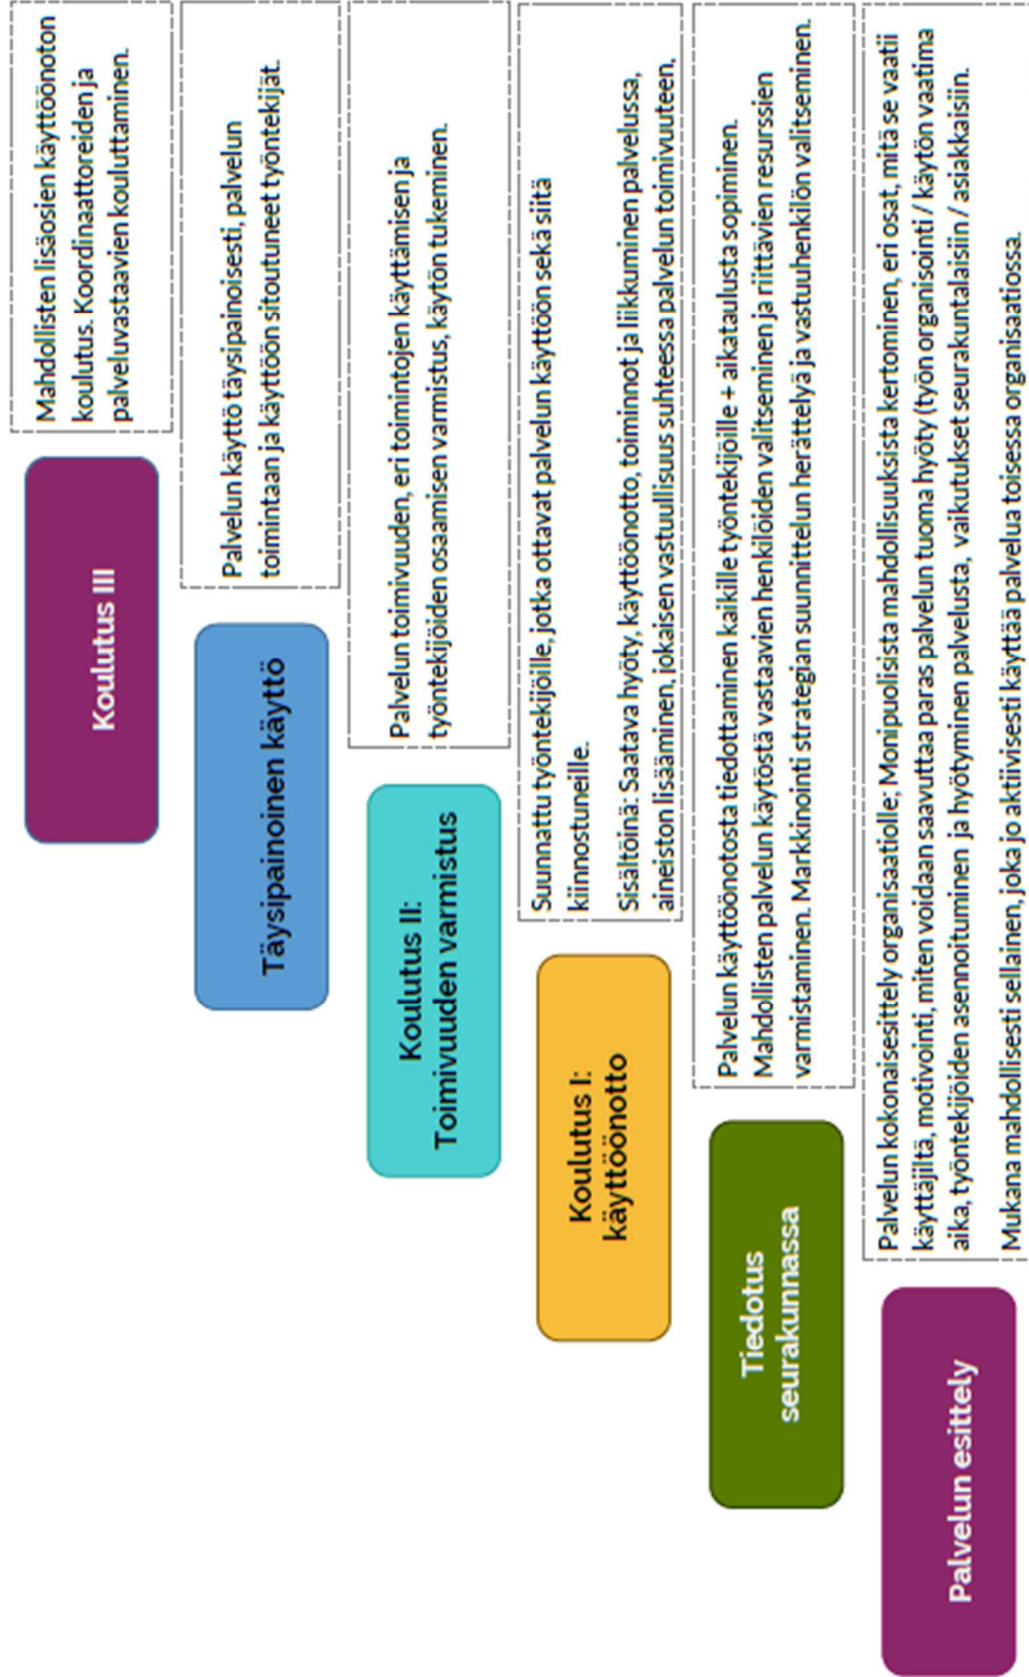 Koulutus III
Mahdollisten lisäosien käyttöönoton
koulutus. Koordinaattoreiden ja
palveluvastaavien kouluttaminen.
Täysipainoinen käyttö
Palvelun käyttö täysipainoisesti, palvelun
toimintaan ja käyttöön sitoutuneet työntekijät.
Koulutus II:
Toimivuuden varmistus
Palvelun toimivuuden, eri toimintojen käyttämisen ja
työntekijöiden osaamisen varmistus, käytön tukeminen.
Koulutus I:
käyttöönotto
Suunnattu työntekijöille, jotka ottavat palvelun käyttöön sekä siitä
kiinnostuneille.
Sisältöinä: Saatava hyöty, käyttöönotto, toiminnot ja liikkuminen palvelussa,
aineiston lisääminen, jokaisen vastuullisuus suhteessa palvelun toimivuuteen,
Tiedotus
seurakunnassa
Palvelun käyttöönotosta tiedottaminen kaikille työntekijöille + aikataulusta sopiminen.
Mahdollisten palvelun käytöstä vastaavien henkilöiden valitseminen ja riittävien resurssien
varmistaminen. Markkinointi strategian suunnittelun herättelyä ja vastuuhenkilön valitseminen.
Palvelun esittely
Palvelun kokonaisesittely organisaatiolle; Monipuolisista mahdollisuuksista kertominen, eri osat, mitä se vaatii
käyttäjiltä, motivointi, miten voidaan saavuttaa paras palvelun tuoma hyöty (työn organisointi / käytön vaatima
aika, työntekijöiden asennoituminen ja hyötyminen palvelusta, vaikutukset seurakuntalaisiin / asiakkaisiin.
Mukana mahdollisesti sellainen, joka jo aktiivisesti käyttää palvelua toisessa organisaatiossa.